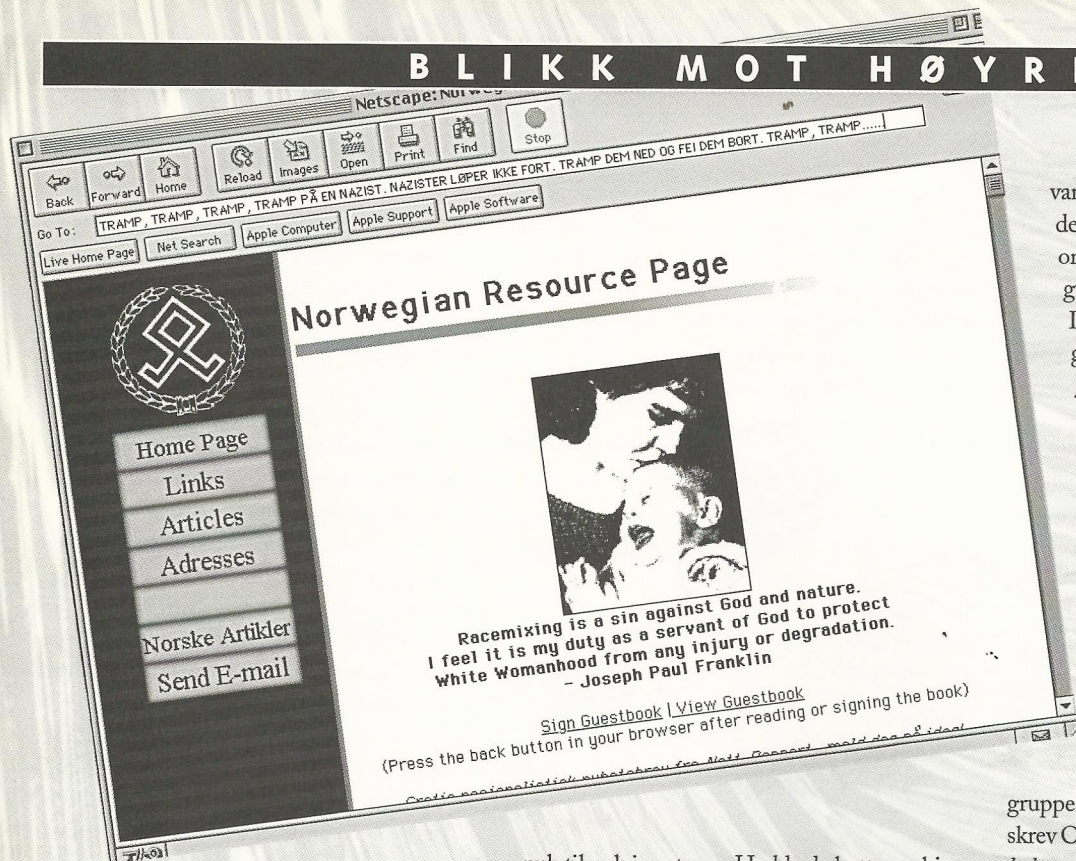 BLIKK MOT HØYR
Netscape:
Back
Forward
Home
Reload
Images
Open
Print
Find
Stop
Go To: TRAMP, TRAMP, TRAMP, TRAMP PÅ EN NAZIST. NAZISTER LØPER IKKE FORT. TRAMP DEM NED OG FEI DEM BORT. TRAMP, TRAMP.....
Live Home Page
Net Search
Apple Computer
Apple Support
Apple Software
Home Page
Links
Articles
Adresses
Norske Artikler
Send E-mail
Norwegian Resource Page
Racemixing is a sin against God and nature.
I feel it is my duty as a servant of God to protect
White Womanhood from any injury or degradation.
- Joseph Paul Franklin
Sign Guestbook | View Guestbook
(Press the back button in your browser after reading or signing the book)
gruppe
skrev